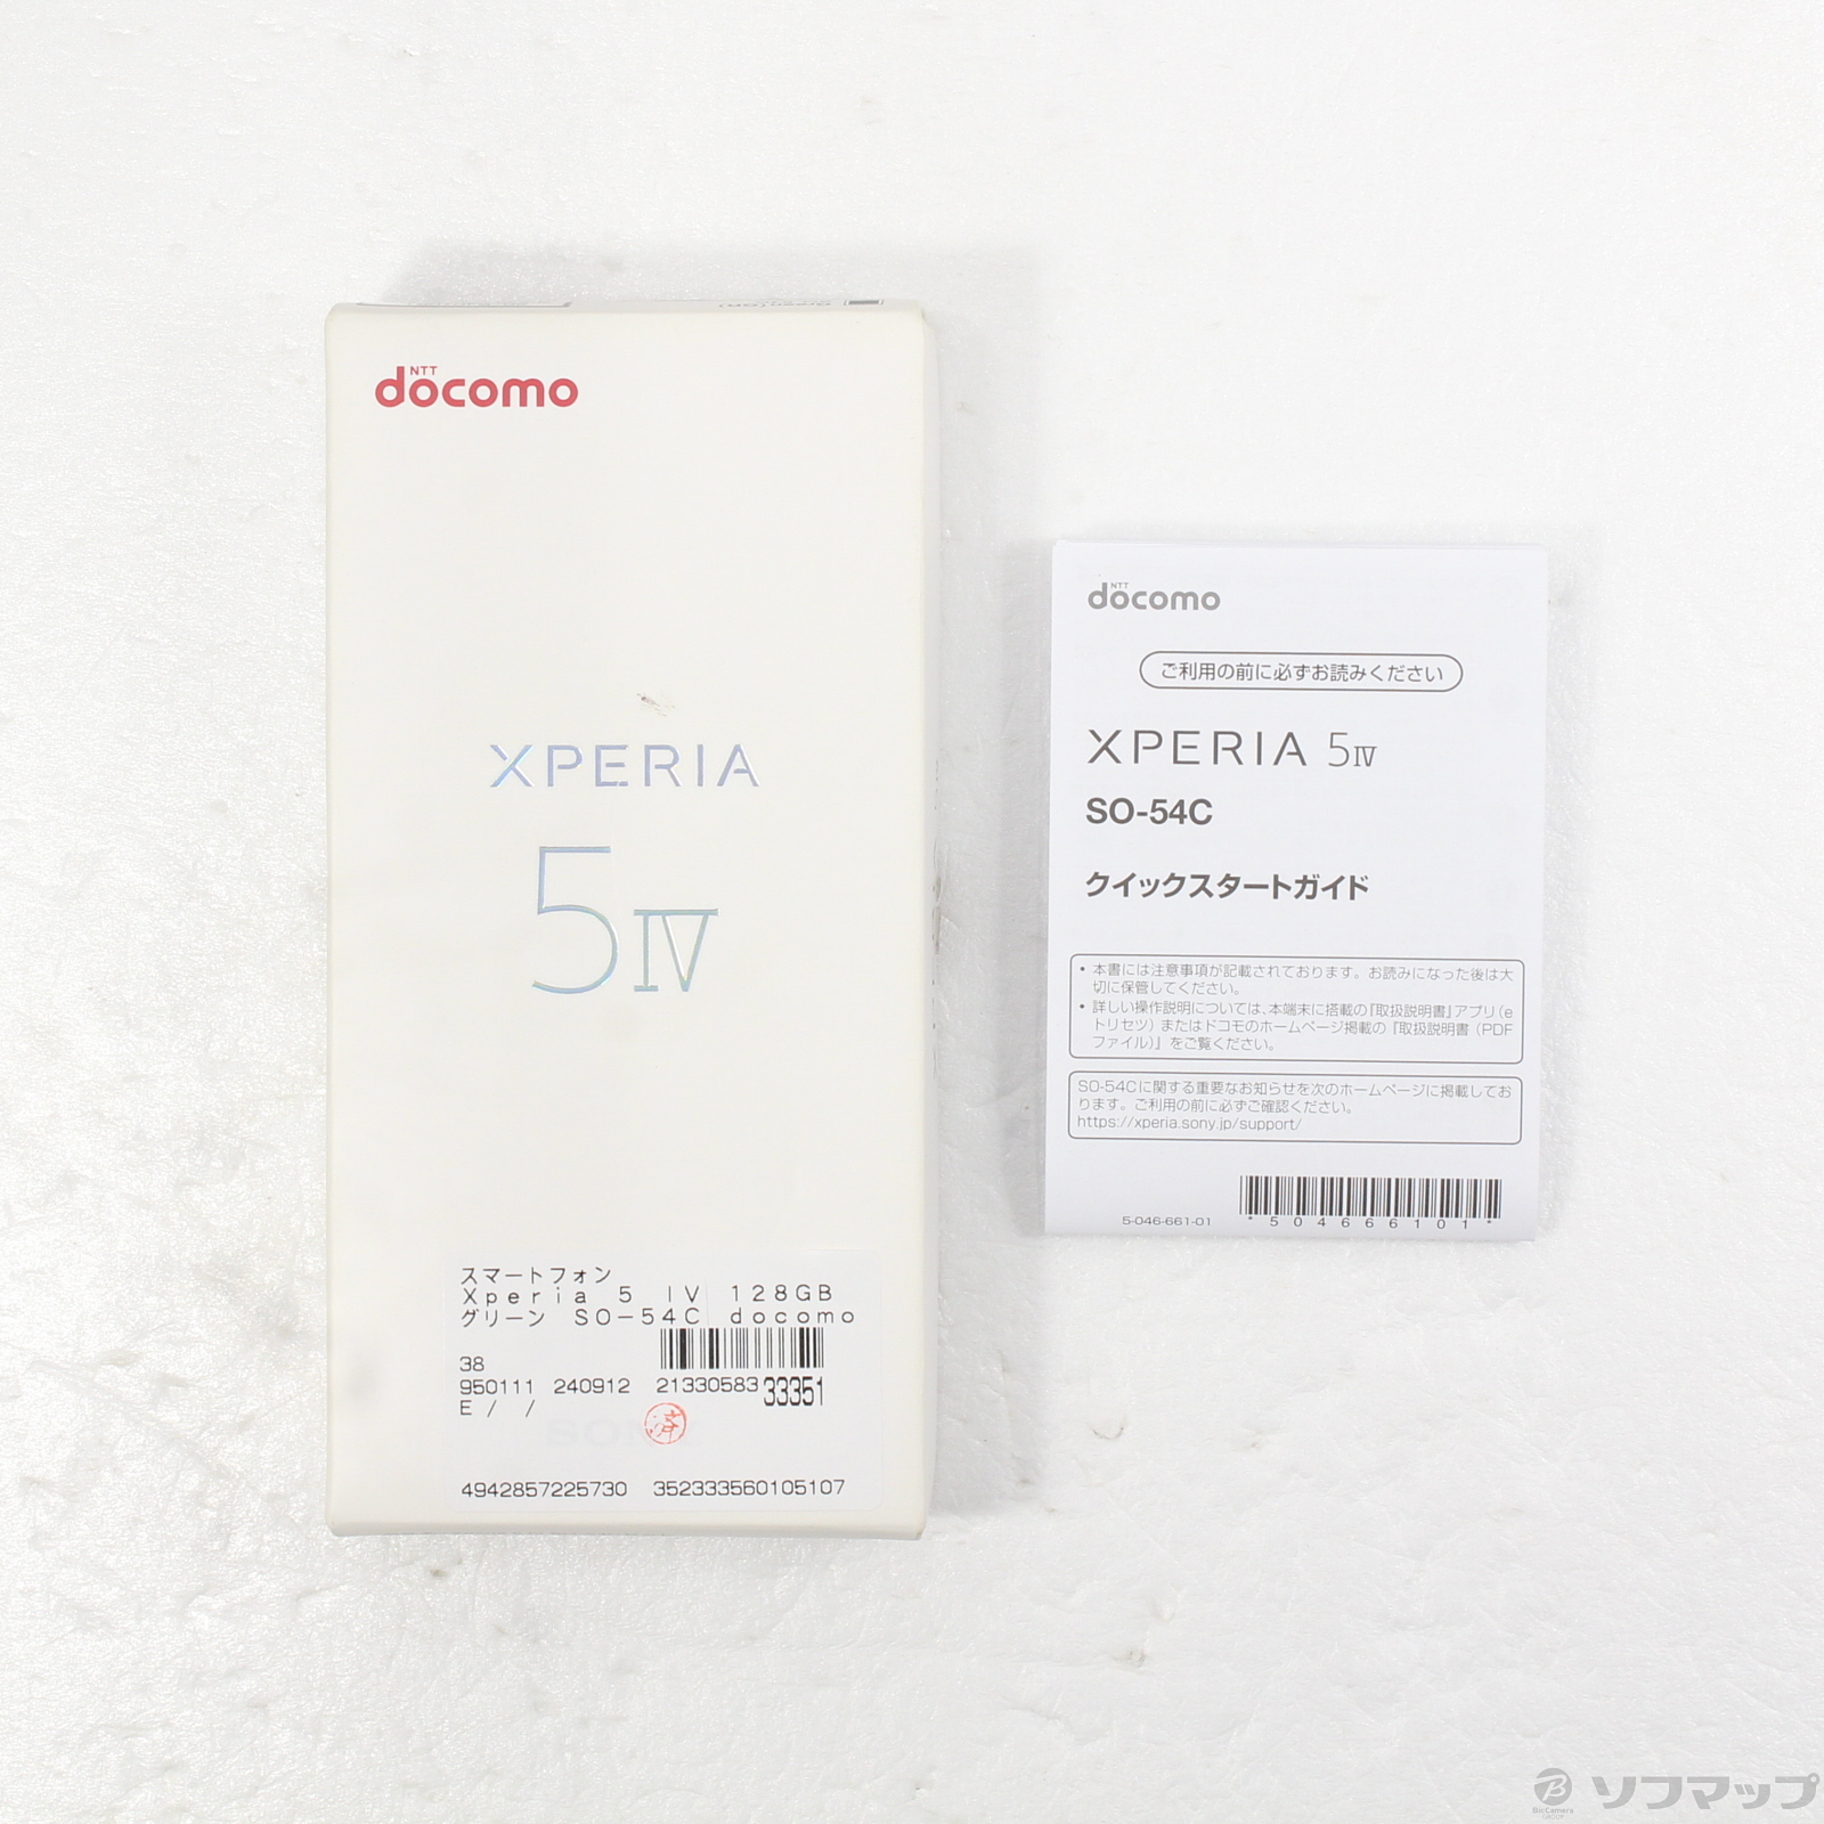 NTT
docomo
XPERIA
5IV
スマートフォン
Xperia 5 IV 128GB
グリーン SO-54C docomo
38
950111 240912 21330583 33351
E / /
済
SONY
4942857225730 352333560105107
NTT
docomo
ご利用の前に必ずお読みください
XPERIA 5IV
SO-54C
クイックスタートガイド
• 本書には注意事項が記載されております。お読みになった後は大
切に保管してください。
• 詳しい操作説明については、本端末に搭載の『取扱説明書』アプリ(e
トリセツ)またはドコモのホームページ掲載の『取扱説明書(PDF
ファイル)』をご覧ください。
SO-54Cに関する重要なお知らせを次のホームページに掲載してお
ります。ご利用の前に必ずご確認ください。
https://xperia.sony.jp/support/
5-046-661-01
*504666101*
BicCamera
GROUP
ソフマップ